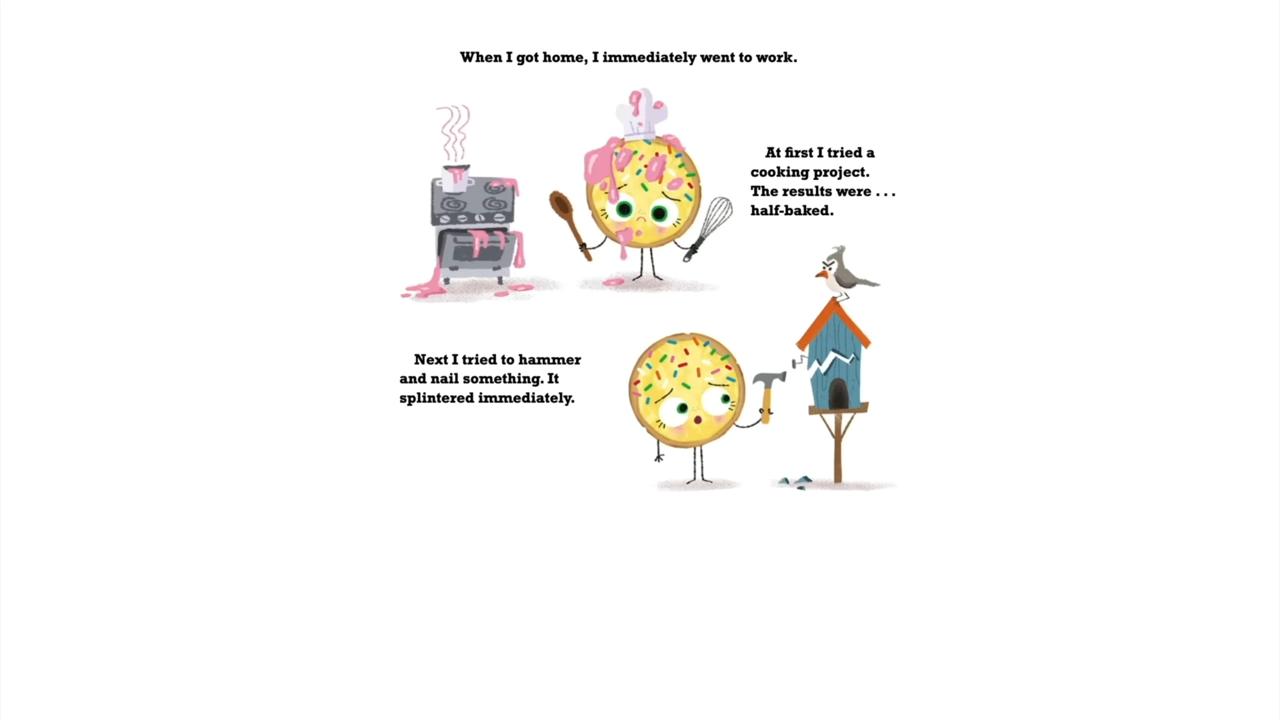 When I got home, I immediately went to work.
At first I tried a
cooking project.
The results were . . .
half-baked.
Next I tried to hammer
and nail something. It
splintered immediately.